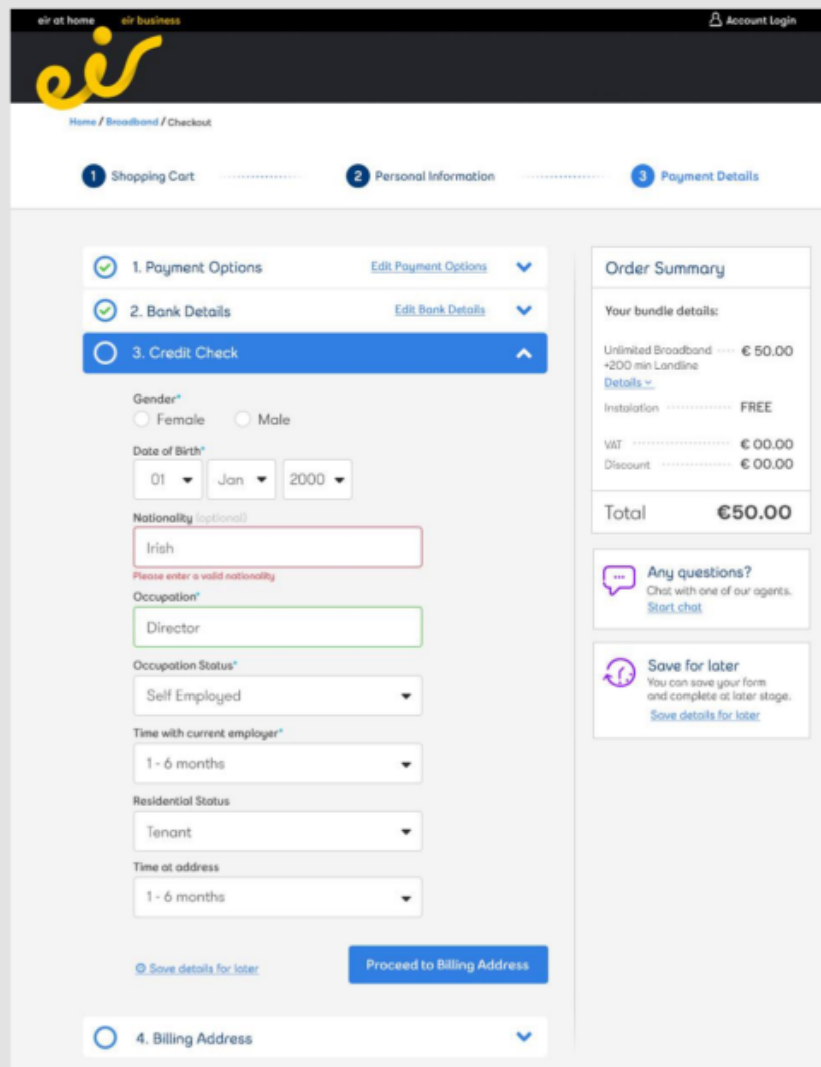 eir at home eir business Account Login
eir
Home / Broadband / Checkout
1 Shopping Cart 2 Personal Information 3 Payment Details
1. Payment Options Edit Payment Options
2. Bank Details Edit Bank Details
3. Credit Check
Gender*
Female Male
Date of Birth*
01 Jan 2000
Nationality (optional)
Irish
Please enter a valid nationality
Occupation*
Director
Occupation Status*
Self Employed
Time with current employer*
1 - 6 months
Residential Status
Tenant
Time at address
1 - 6 months
Save details for later Proceed to Billing Address
4. Billing Address
Order Summary
Your bundle details:
Unlimited Broadband € 50.00
+200 min Landline
Details
Instalation FREE
VAT € 00.00
Discount € 00.00
Total €50.00
Any questions?
Chat with one of our agents.
Start chat
Save for later
You can save your form
and complete at later stage.
Save details for later